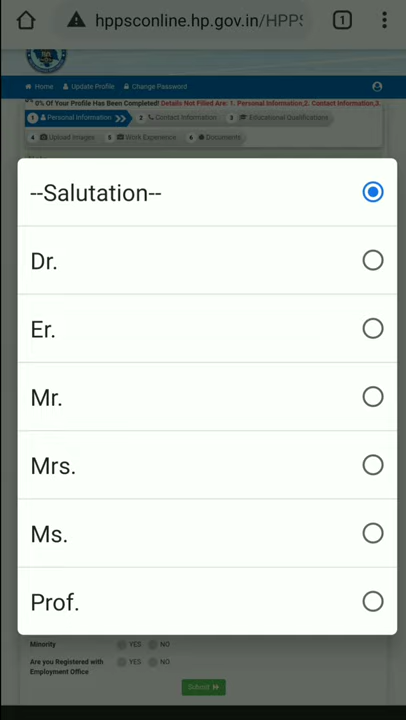 hppsconline.hp.gov.in/HPPS
1
Home Update Profile Change Password
0% Of Your Profile Has Been Completed! Details Not Filed Are: 1. Personal Information,2. Contact Information,3.
1 Personal Information 2 Contact Information 3 Educational Qualifications
4 Upload Images 5 Work Experience 6 Documents
--Salutation--
Dr.
Er.
Mr.
Mrs.
Ms.
Prof.
Minority YES NO
Are you Registered with Employment Office YES NO
Submit